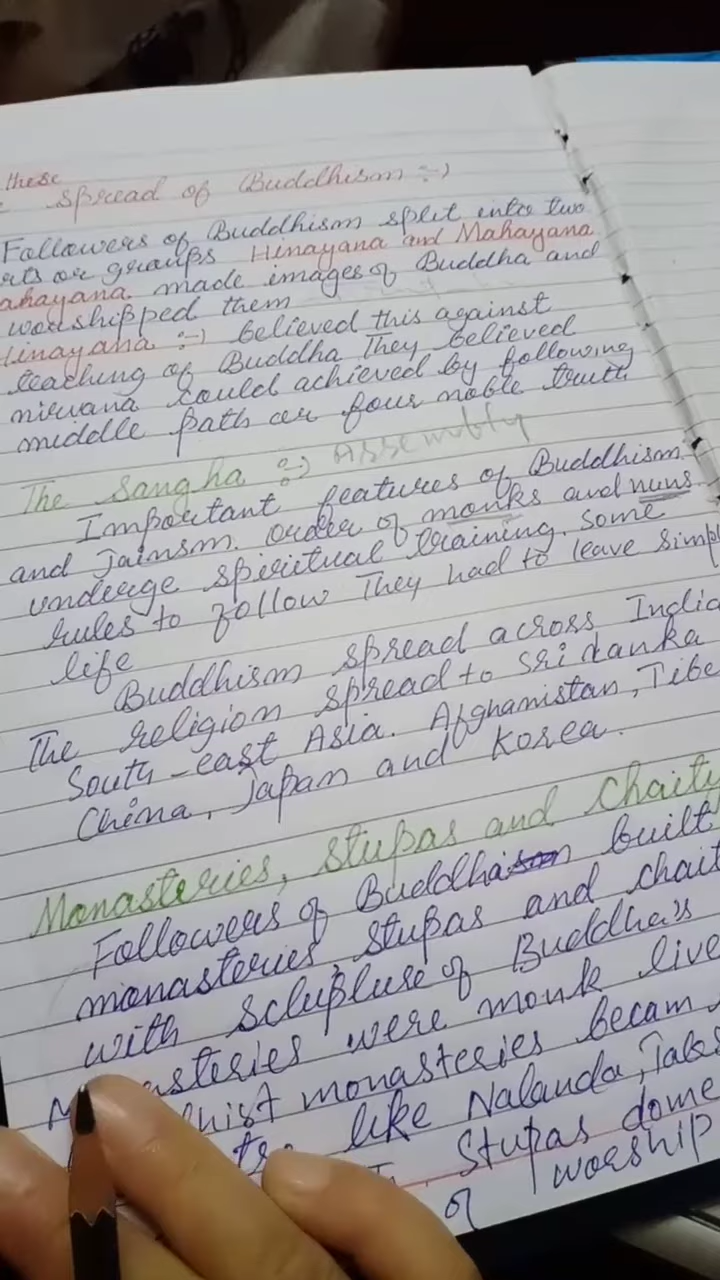 these
Spread of Buddhism :-)
Followers of Buddhism split into two
or groups Hinayana and Mahayana
ahayana made images of Buddha and
worshipped them
Hinayana :-) believed this against
teaching of Buddha They believed
nirvana could achieved by following
middle path or four noble truth
The Sangha :-) Assembly
Important features of Buddhism
and Jainsm. order of monks and nuns
underge spiritual training. some
rules to follow They had to leave simpl
life
Buddhism spread across India
The religion spread to Sri Lanka
South-east Asia. Afghanistan, Tibe
China, Japan and Korea.
Monasteries, Stupas and Chaity
Followers of Buddha built
monasteries, stupas and chait
with sclupluse of Buddha's
asteries were monk live
hist monasteries becam
like Nalanda, Taks
Stupas dome
of worship